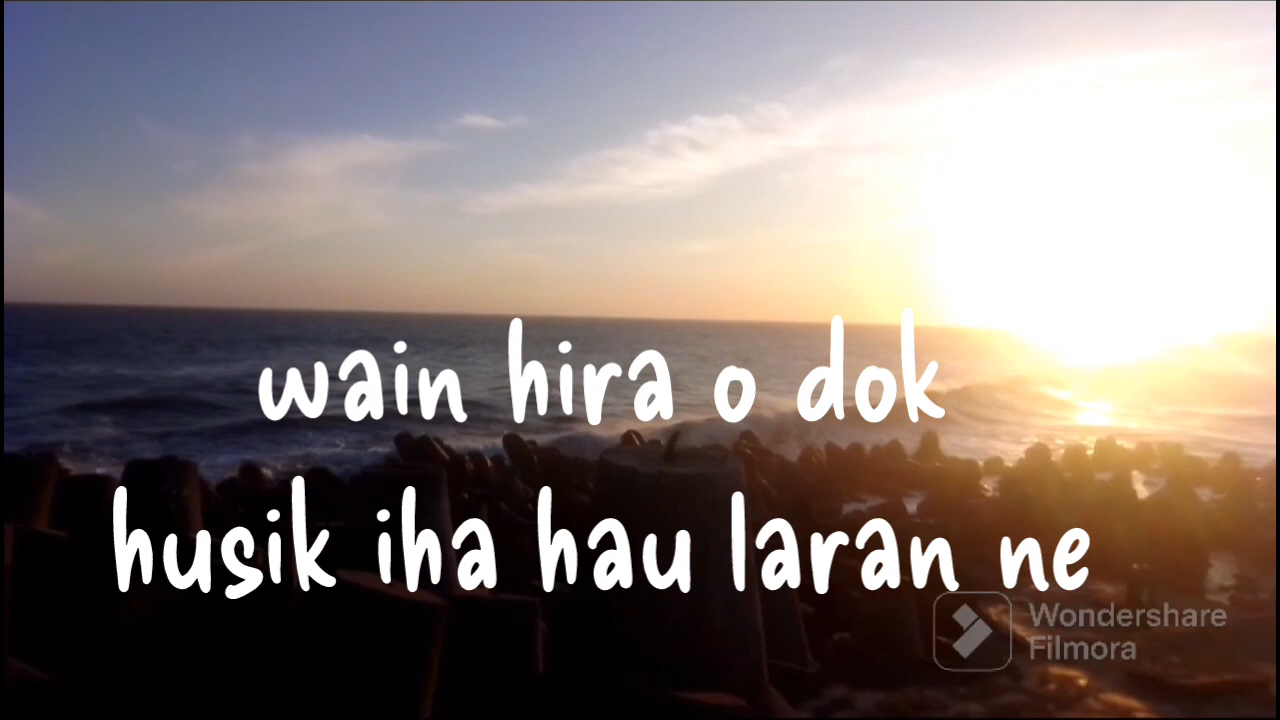 wain hira o dok
husik iha hau laran ne
Wondershare
Filmora